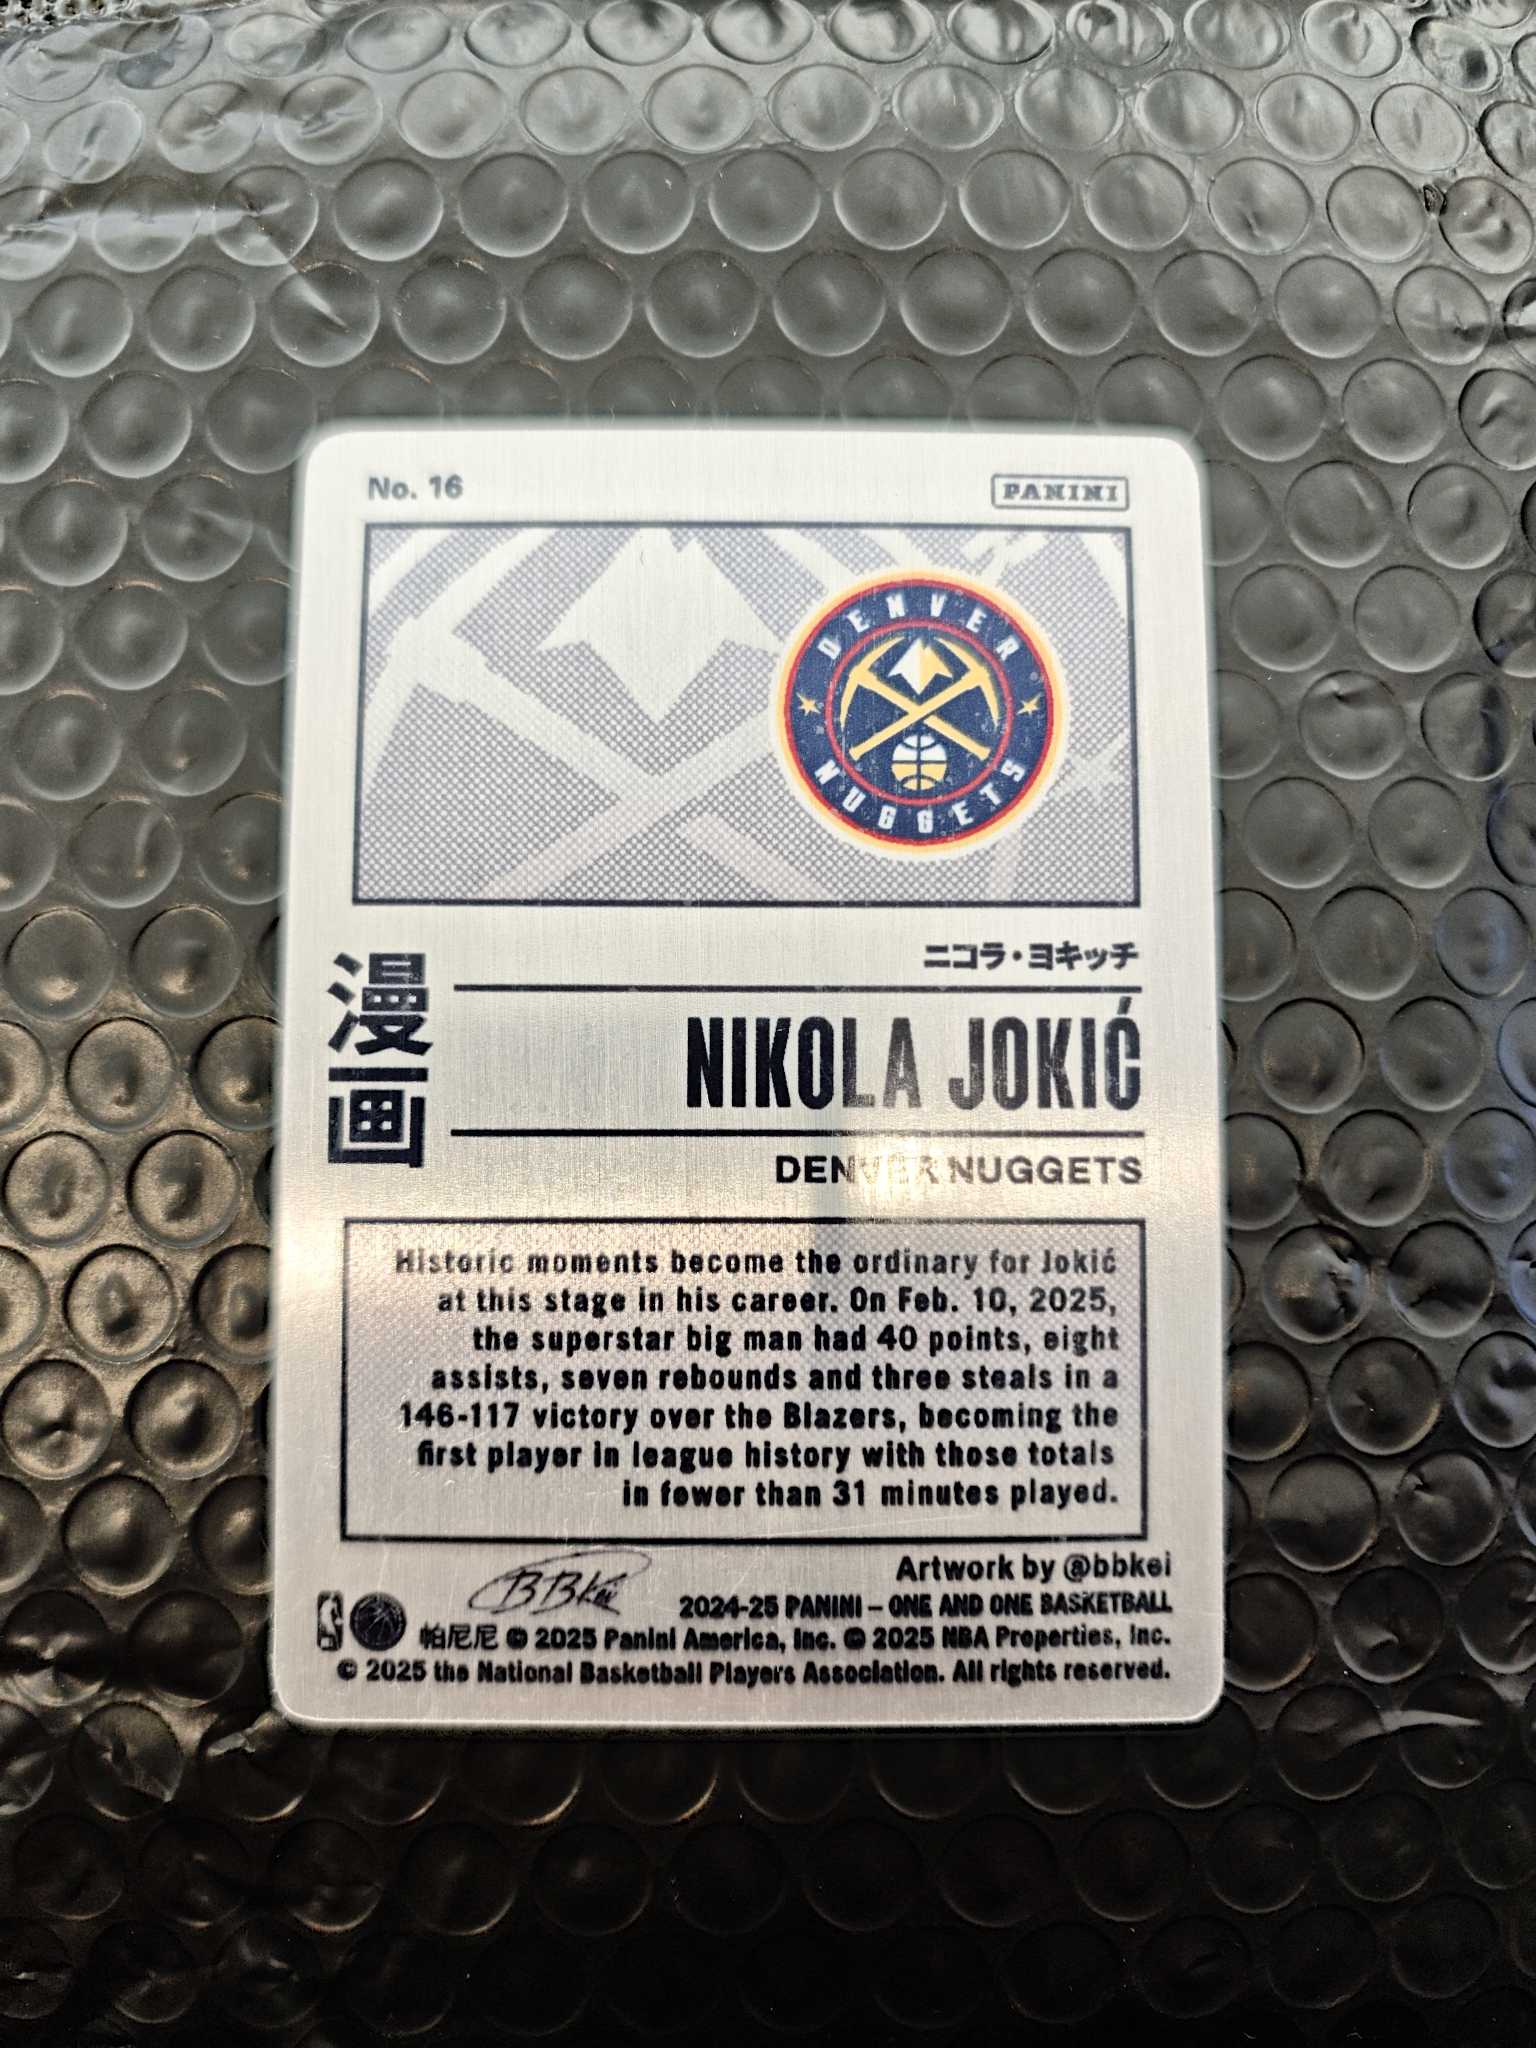 No. 16
PANINI
DENVER
NUGGETS
ニコラ・ヨキッチ
漫画
NIKOLA JOKIĆ
DENVER NUGGETS
Historic moments become the ordinary for Jokić
at this stage in his career. On Feb. 10, 2025,
the superstar big man had 40 points, eight
assists, seven rebounds and three steals in a
146-117 victory over the Blazers, becoming the
first player in league history with those totals
in fewer than 31 minutes played.
Artwork by @bbkei
BBKei
2024-25 PANINI – ONE AND ONE BASKETBALL
帕尼尼 © 2025 Panini America, Inc. © 2025 NBA Properties, Inc.
© 2025 the National Basketball Players Association. All rights reserved.